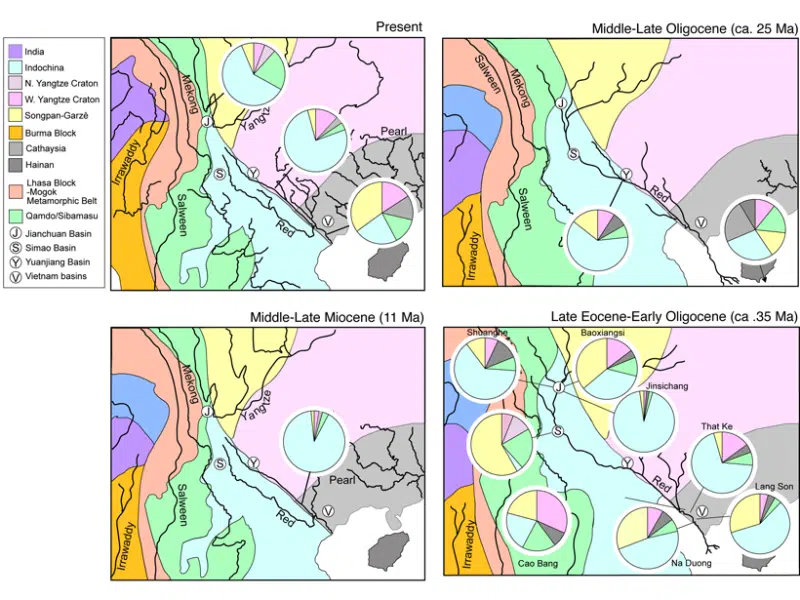 Present
Middle-Late Oligocene (ca. 25 Ma)
India
Indochina
N. Yangtze Craton
W. Yangtze Craton
Songpan-Garzé
Burma Block
Cathaysia
Hainan
Lhasa Block
-Mogok
Metamorphic Belt
Qamdo/Sibamasu
J Jianchuan Basin
S Simao Basin
Y Yuanjiang Basin
V Vietnam basins
Mekong
J
Yangtz
Pearl
Irrawaddy
S
Y
Salween
Red
V
Salween
Mekong
J
S
Y
Red
Salween
V
Irrawaddy
Middle-Late Miocene (11 Ma)
Late Eocene-Early Oligocene (ca .35 Ma)
Mekong
J
Yangtze
S
Y
Pearl
Salween
V
Red
Irrawaddy
Shuanghe
Baoxiangsi
J
Jinsichang
S
That Ke
Y
Red
Lang Son
V
Irrawaddy
Cao Bang
Na Duong